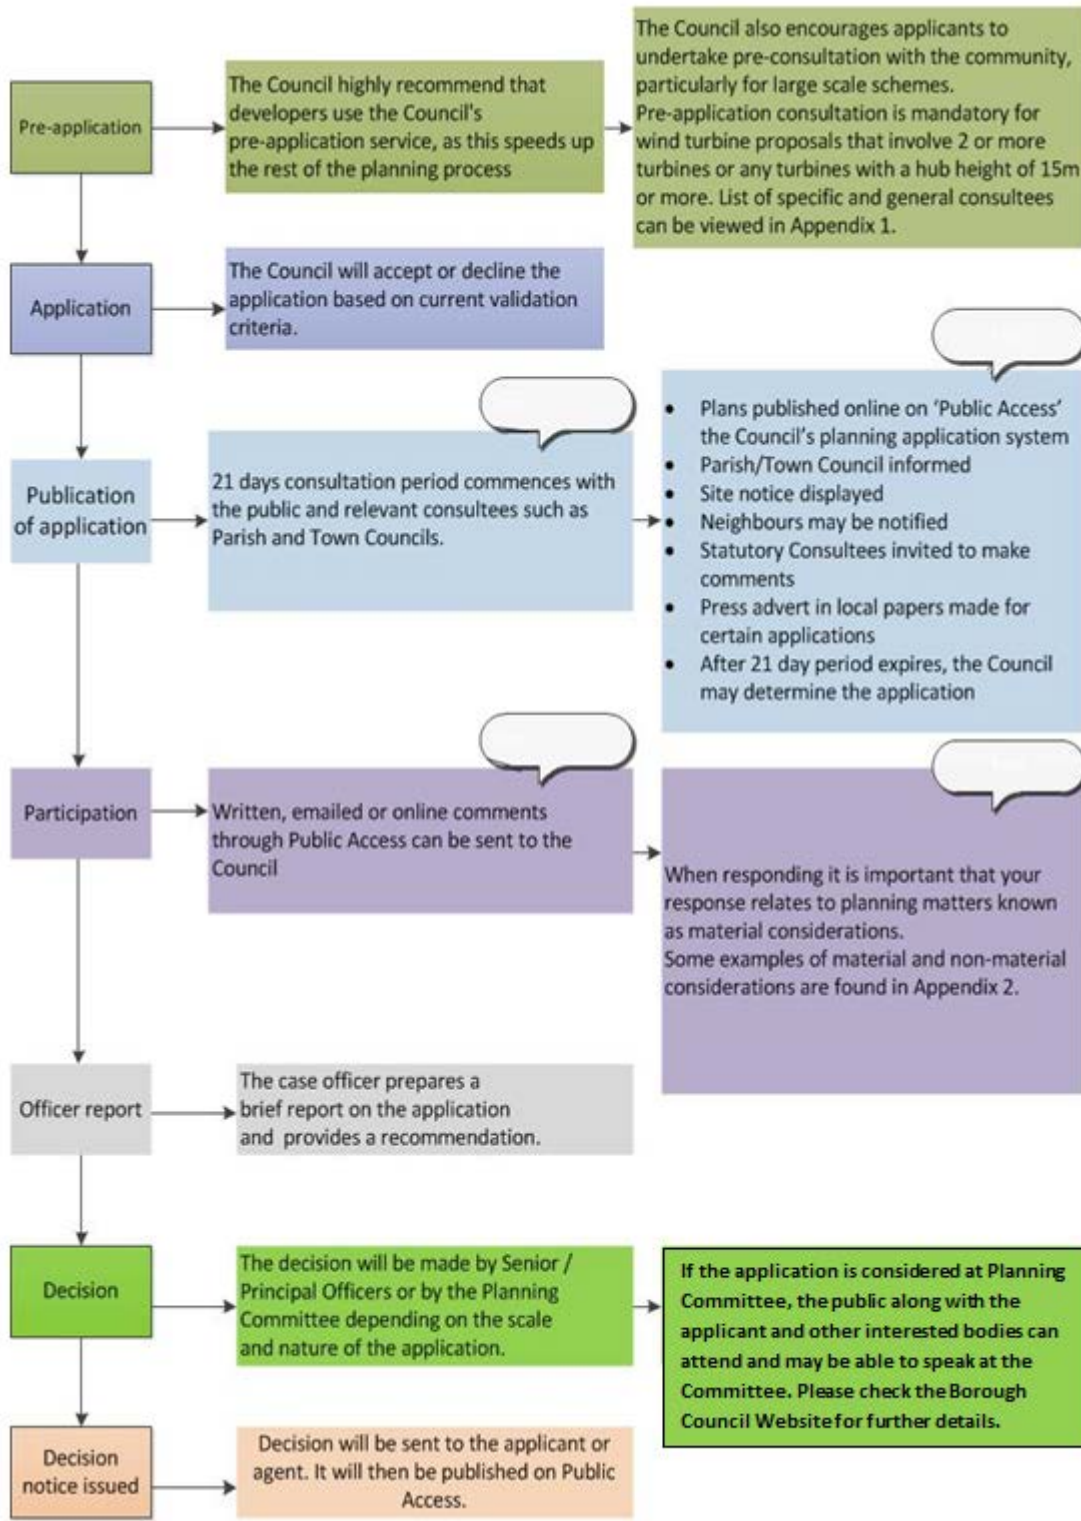 Pre-application
The Council highly recommend that
developers use the Council's
pre-application service, as this speeds up
the rest of the planning process
The Council also encourages applicants to
undertake pre-consultation with the community,
particularly for large scale schemes.
Pre-application consultation is mandatory for
wind turbine proposals that involve 2 or more
turbines or any turbines with a hub height of 15m
or more. List of specific and general consultees
can be viewed in Appendix 1.
Application
The Council will accept or decline the
application based on current validation
criteria.
Publication
of application
21 days consultation period commences with
the public and relevant consultees such as
Parish and Town Councils.
• Plans published online on ‘Public Access’
the Council’s planning application system
• Parish/Town Council informed
• Site notice displayed
• Neighbours may be notified
• Statutory Consultees invited to make
comments
• Press advert in local papers made for
certain applications
• After 21 day period expires, the Council
may determine the application
Participation
Written, emailed or online comments
through Public Access can be sent to the
Council
When responding it is important that your
response relates to planning matters known
as material considerations.
Some examples of material and non-material
considerations are found in Appendix 2.
Officer report
The case officer prepares a
brief report on the application
and provides a recommendation.
Decision
The decision will be made by Senior /
Principal Officers or by the Planning
Committee depending on the scale
and nature of the application.
If the application is considered at Planning
Committee, the public along with the
applicant and other interested bodies can
attend and may be able to speak at the
Committee. Please check the Borough
Council Website for further details.
Decision
notice issued
Decision will be sent to the applicant or
agent. It will then be published on Public
Access.